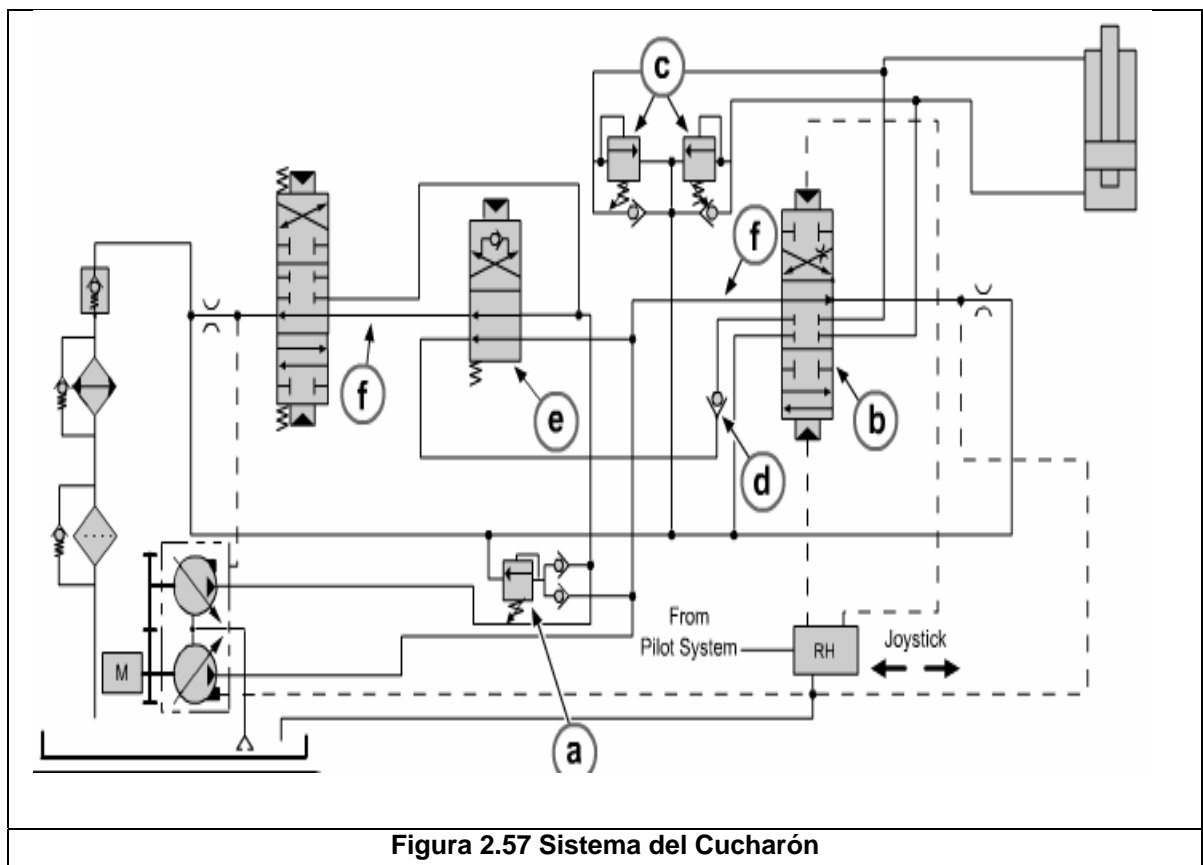 c
f
f
e
b
d
From
Pilot System
RH
Joystick
M
a
Figura 2.57 Sistema del Cucharón